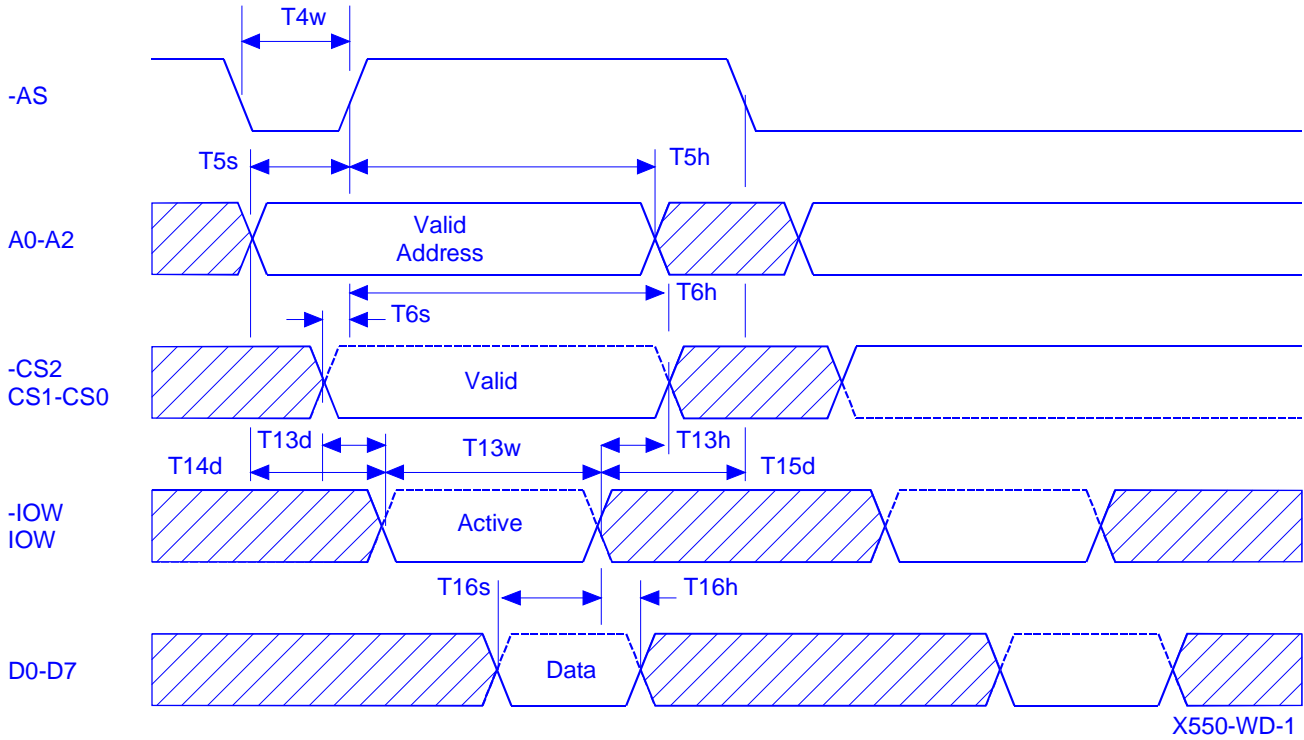 T4w
-AS
T5s
T5h
A0-A2
Valid
Address
T6h
T6s
-CS2
CS1-CS0
Valid
T13d
T13w
T13h
T14d
T15d
-IOW
IOW
Active
T16s
T16h
D0-D7
Data
X550-WD-1